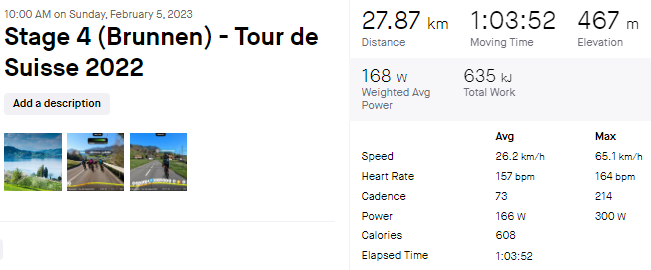 10:00 AM on Sunday, February 5, 2023
Stage 4 (Brunnen) - Tour de
Suisse 2022
Add a description
27.87 km
Distance
1:03:52
Moving Time
467 m
Elevation
168 W
Weighted Avg
Power
635 kJ
Total Work
Avg Max
Speed 26.2 km/h 65.1 km/h
Heart Rate 157 bpm 164 bpm
Cadence 73 214
Power 166 W 300 W
Calories 608
Elapsed Time 1:03:52